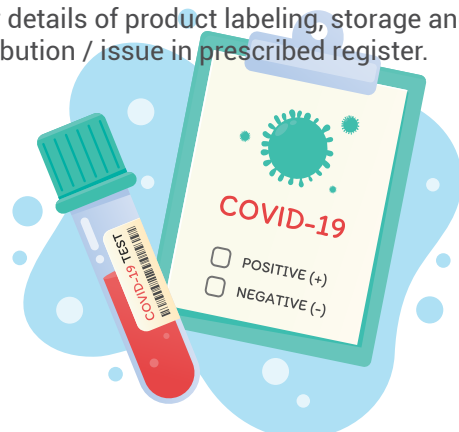 details of product labeling, storage an
bution / issue in prescribed register.
COVID-19
POSITIVE (+)
NEGATIVE (-)
COVID-19 TEST